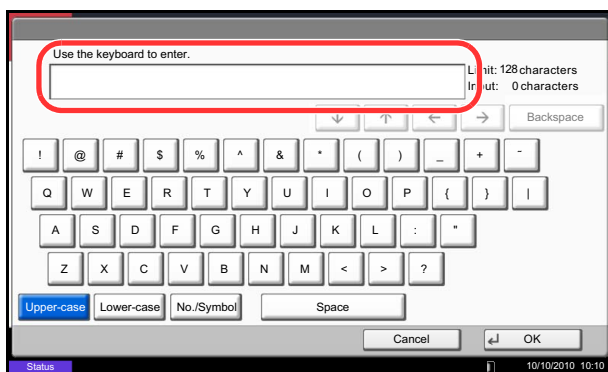 Use the keyboard to enter.
Limit: 128 characters
Input: 0 characters
↓ ↑ ← → Backspace
! @ # $ % ^ & * ( ) _ + ~
Q W E R T Y U I O P { } |
A S D F G H J K L : "
Z X C V B N M < > ?
Upper-case Lower-case No./Symbol Space
Cancel ↵ OK
Status 10/10/2010 10:10